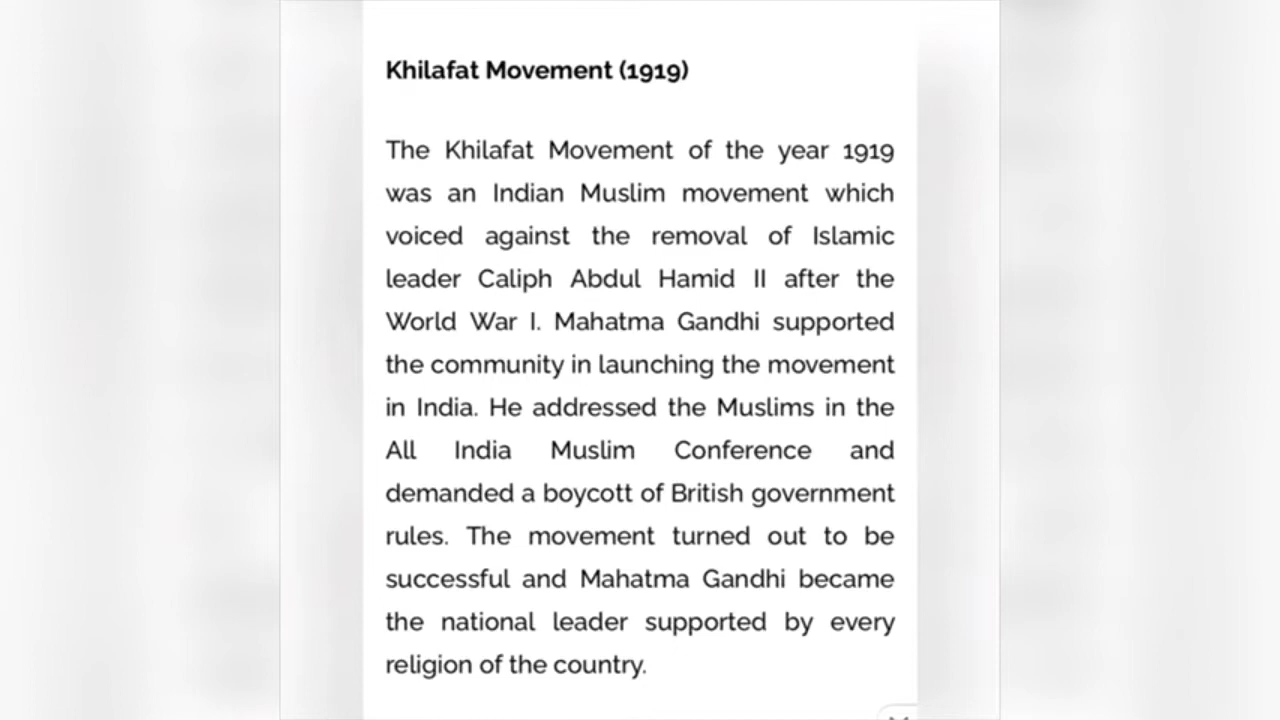 Khilafat Movement (1919)
The Khilafat Movement of the year 1919
was an Indian Muslim movement which
voiced against the removal of Islamic
leader Caliph Abdul Hamid II after the
World War I. Mahatma Gandhi supported
the community in launching the movement
in India. He addressed the Muslims in the
All India Muslim Conference and
demanded a boycott of British government
rules. The movement turned out to be
successful and Mahatma Gandhi became
the national leader supported by every
religion of the country.